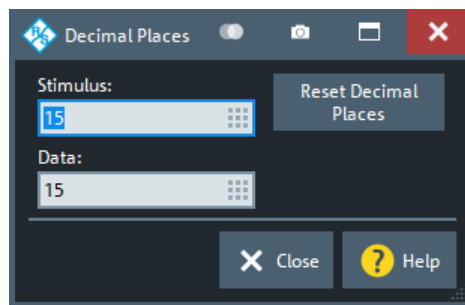 R&S Decimal Places
Stimulus:
15
Reset Decimal
Places
Data:
15
Close
? Help